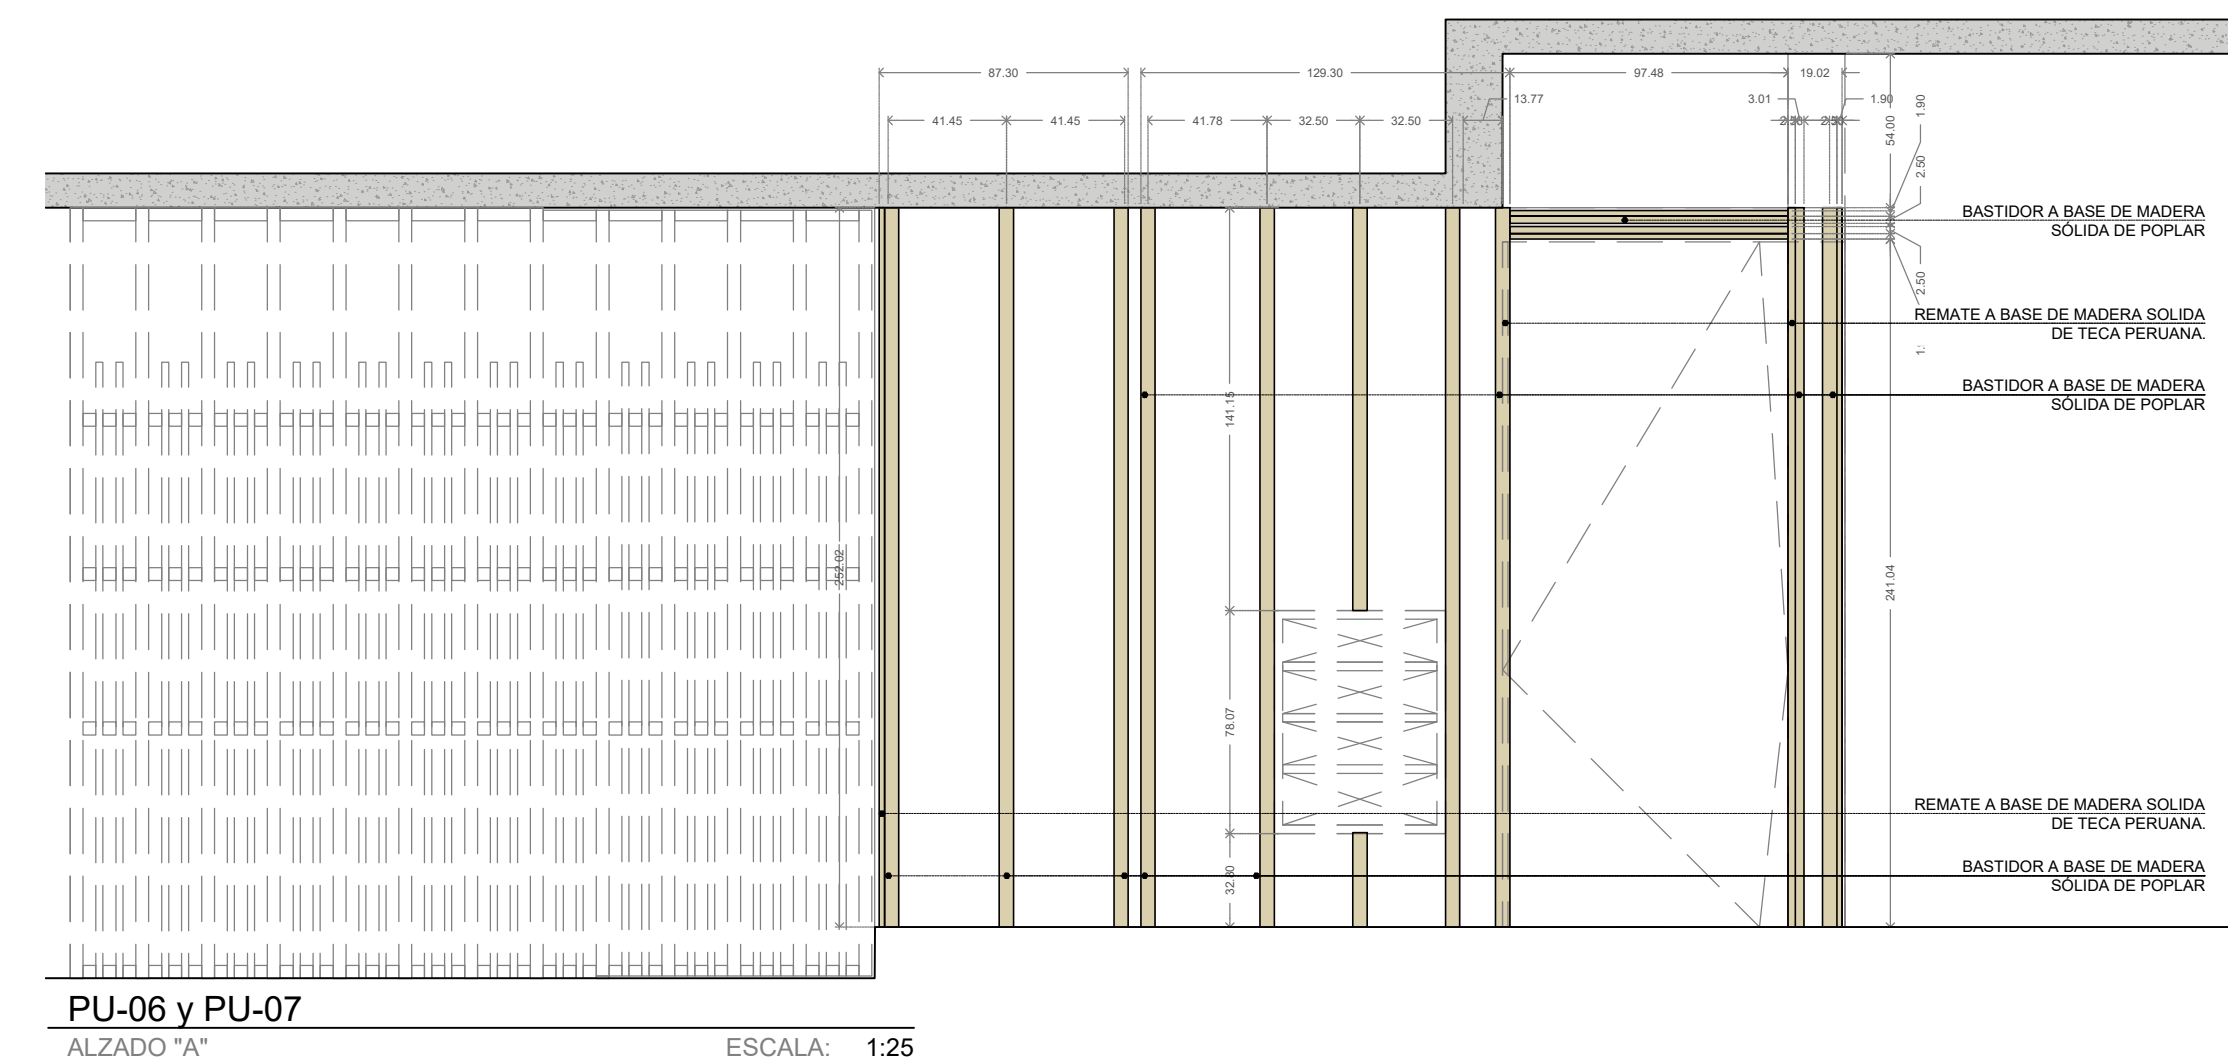 87.30
129.30
97.48
19.02
13.77
3.01
1.90
41.45
41.45
41.78
32.50
32.50
54.00
1.90
2.50
BASTIDOR A BASE DE MADERA
SÓLIDA DE POPLAR
2.50
REMATE A BASE DE MADERA SOLIDA
DE TECA PERUANA.
BASTIDOR A BASE DE MADERA
SÓLIDA DE POPLAR
141.15
252.02
241.04
78.07
REMATE A BASE DE MADERA SOLIDA
DE TECA PERUANA.
32.80
BASTIDOR A BASE DE MADERA
SÓLIDA DE POPLAR
PU-06 y PU-07
ALZADO "A" ESCALA: 1:25